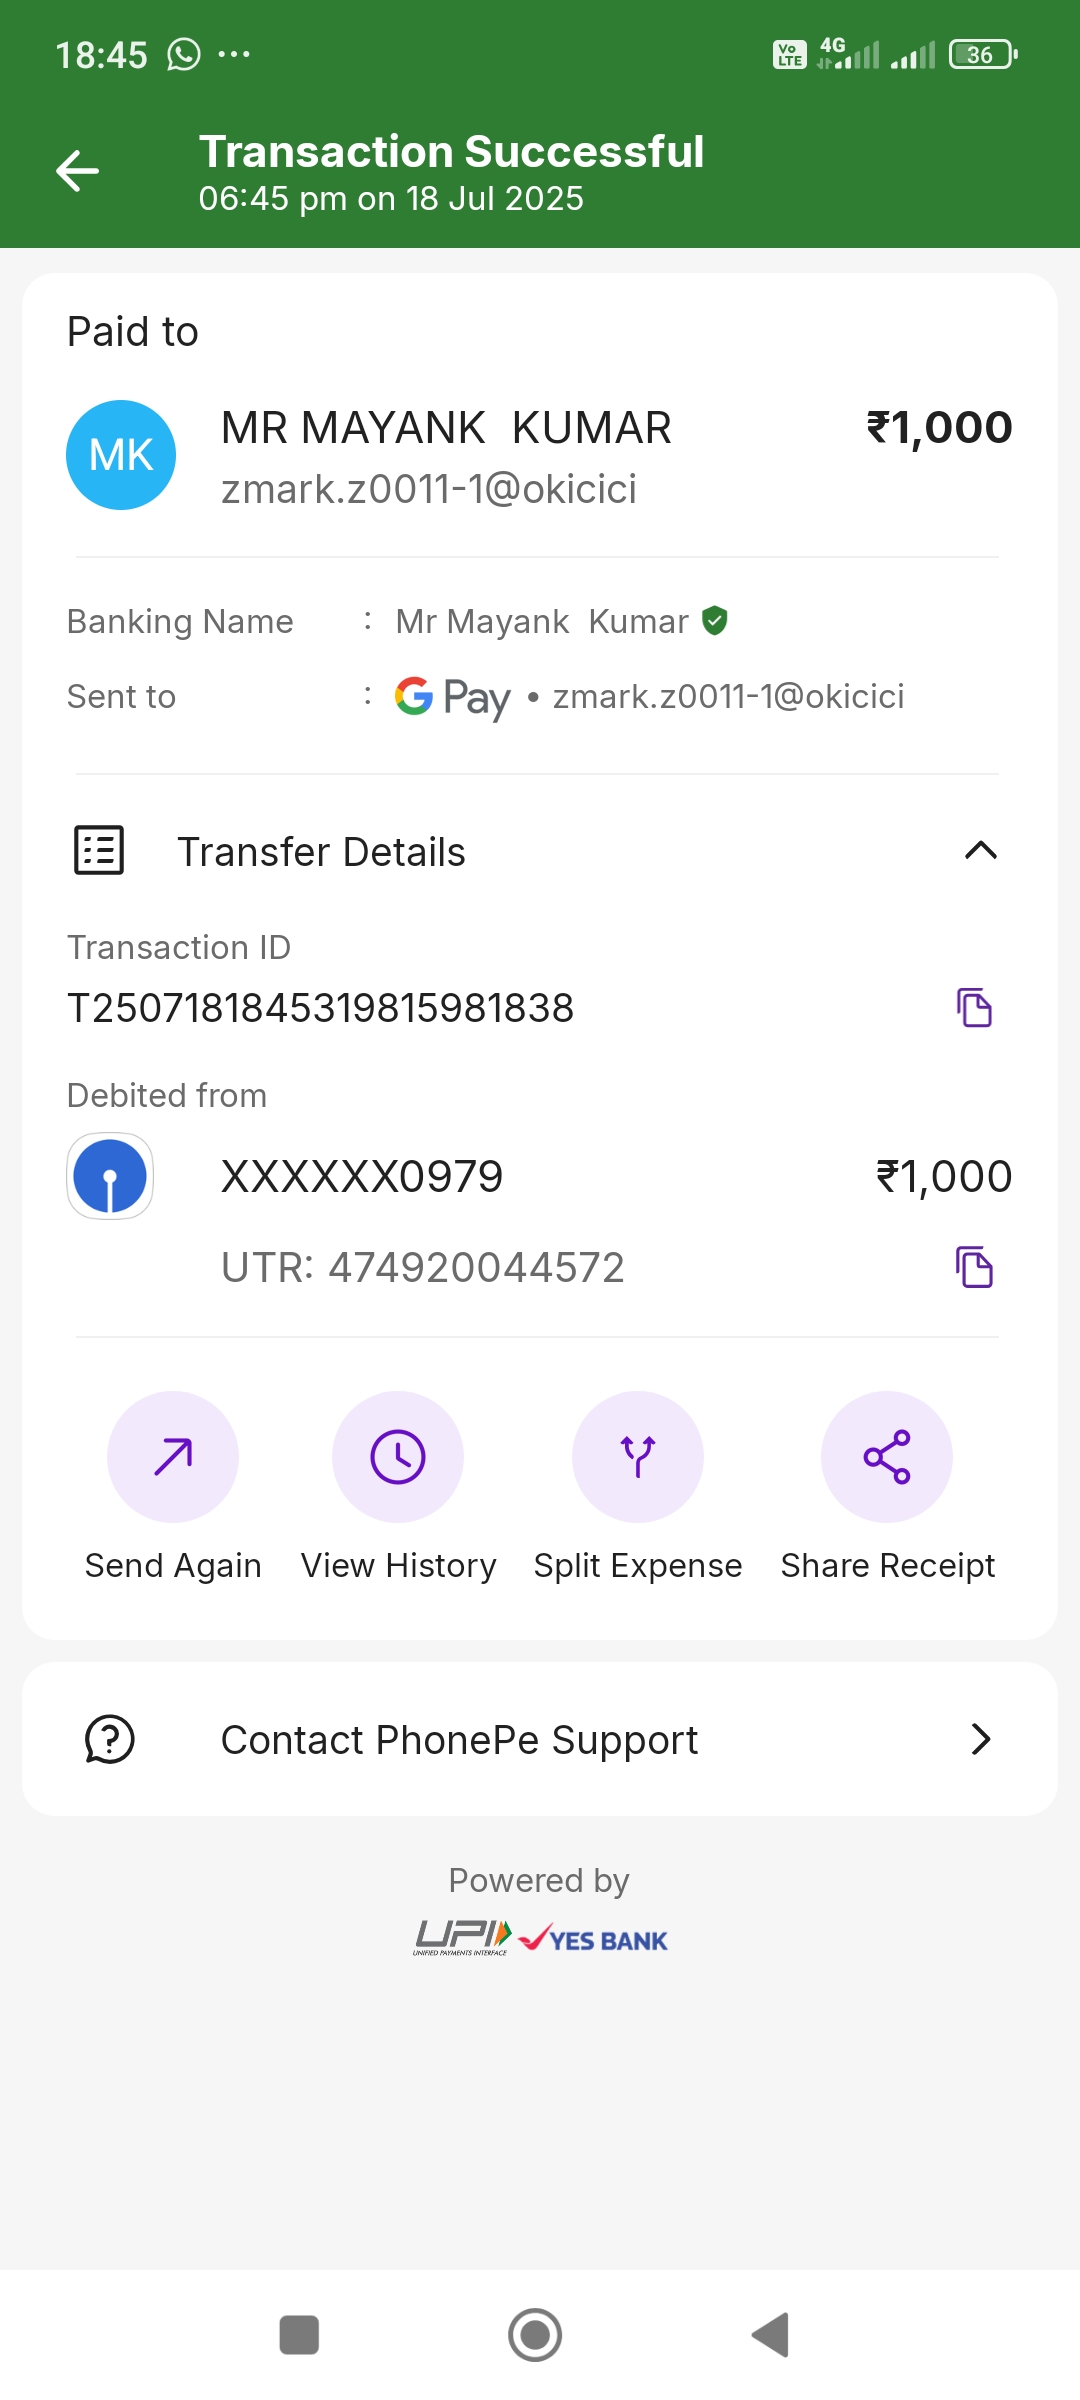 18:45
Vo LTE 4G 36
Transaction Successful
06:45 pm on 18 Jul 2025
Paid to
MK
MR MAYANK  KUMAR ₹1,000
zmark.z0011-1@okicici
Banking Name : Mr Mayank  Kumar
Sent to : G Pay • zmark.z0011-1@okicici
Transfer Details
Transaction ID
T2507181845319815981838
Debited from
XXXXXX0979 ₹1,000
UTR: 474920044572
Send Again View History Split Expense Share Receipt
Contact PhonePe Support
Powered by
UPI YES BANK
UNIFIED PAYMENTS INTERFACE